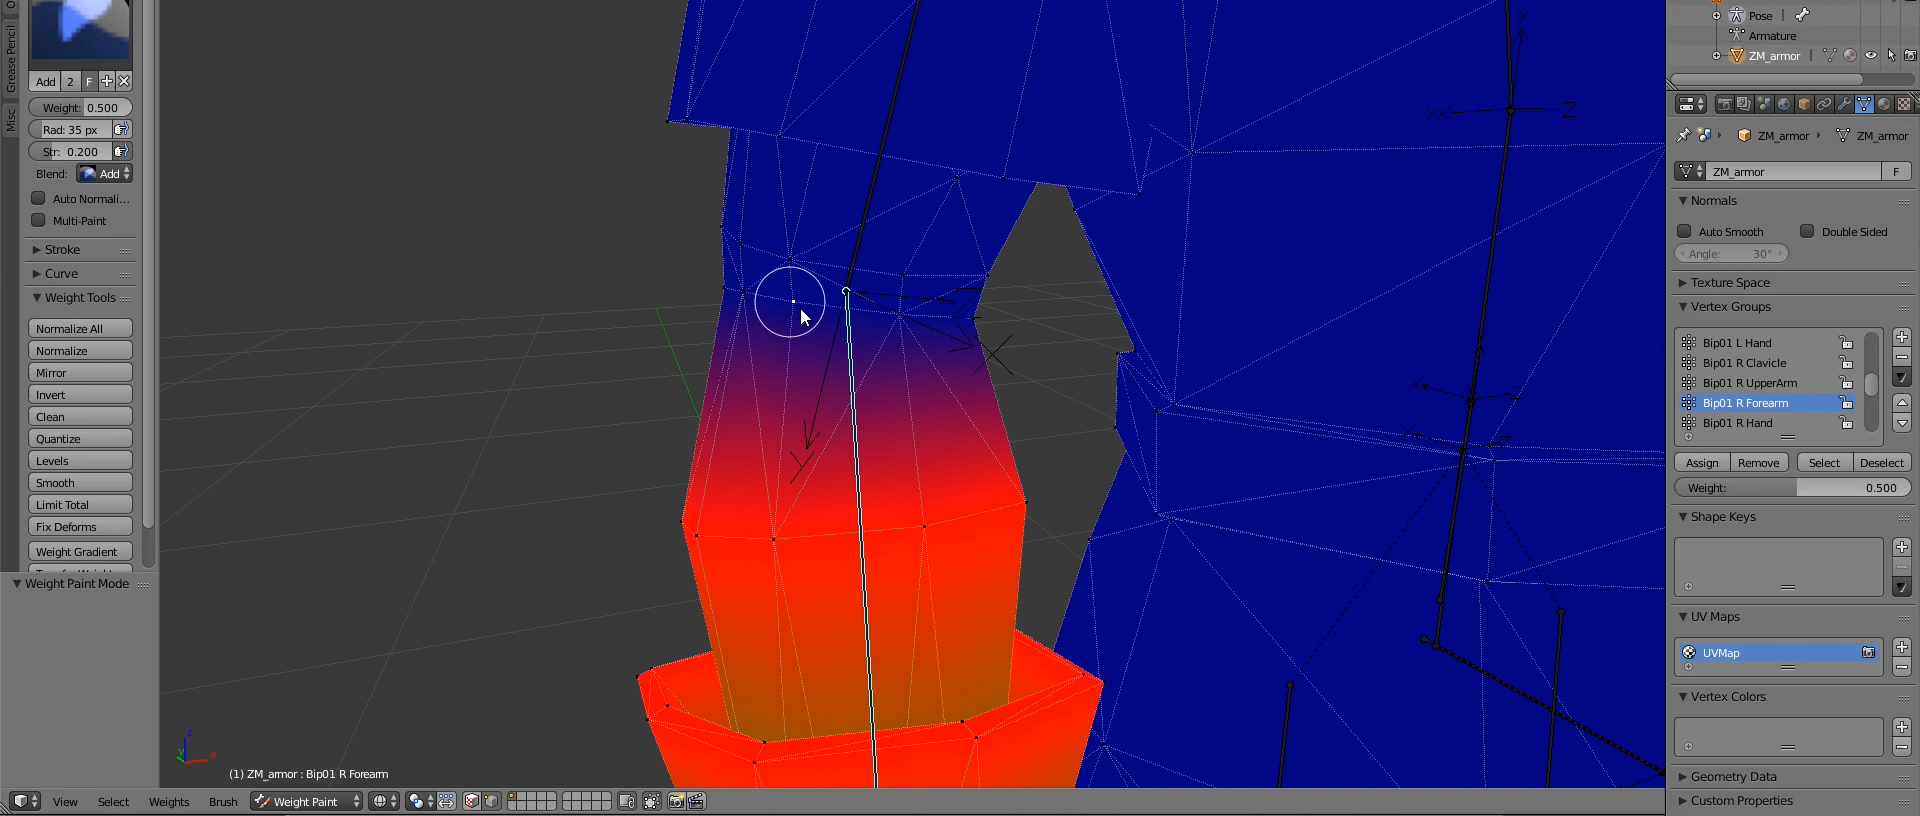 Grease Pencil
Misc
Add 2 F
Weight: 0.500
Rad: 35 px
Str: 0.200
Blend: Add
Auto Normali...
Multi-Paint
Stroke
Curve
Weight Tools
Normalize All
Normalize
Mirror
Invert
Clean
Quantize
Levels
Smooth
Limit Total
Fix Deforms
Weight Gradient
Weight Paint Mode
X
Z
Y
(1) ZM_armor : Bip01 R Forearm
View Select Weights Brush Weight Paint
Pose
Armature
ZM_armor
ZM_armor ZM_armor
ZM_armor F
Normals
Auto Smooth Double Sided
Angle: 30°
Texture Space
Vertex Groups
Bip01 L Hand
Bip01 R Clavicle
Bip01 R UpperArm
Bip01 R Forearm
Bip01 R Hand
Assign Remove Select Deselect
Weight: 0.500
Shape Keys
UV Maps
UVMap
Vertex Colors
Geometry Data
Custom Properties